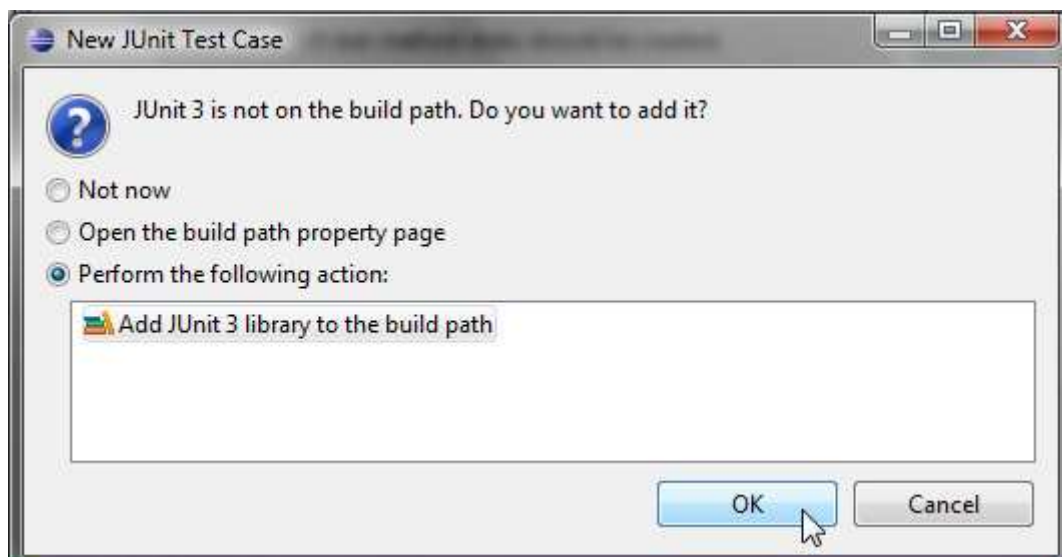 New JUnit Test Case
JUnit 3 is not on the build path. Do you want to add it?
Not now
Open the build path property page
Perform the following action:
Add JUnit 3 library to the build path
OK
Cancel